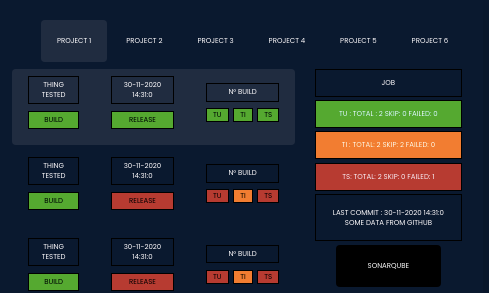 PROJECT 1 PROJECT 2 PROJECT 3 PROJECT 4 PROJECT 5 PROJECT 6
THING
TESTED
30-11-2020
14:31:0
Nº BUILD
BUILD
RELEASE
TU TI TS
THING
TESTED
30-11-2020
14:31:0
Nº BUILD
BUILD
RELEASE
TU TI TS
THING
TESTED
30-11-2020
14:31:0
Nº BUILD
BUILD
RELEASE
TU TI TS
JOB
TU : TOTAL : 2 SKIP: 0 FAILED: 0
TI : TOTAL: 2 SKIP: 2 FAILED: 0
TS: TOTAL: 2 SKIP: 0 FAILED: 1
LAST COMMIT : 30-11-2020 14:31:0
SOME DATA FROM GITHUB
SONARQUBE